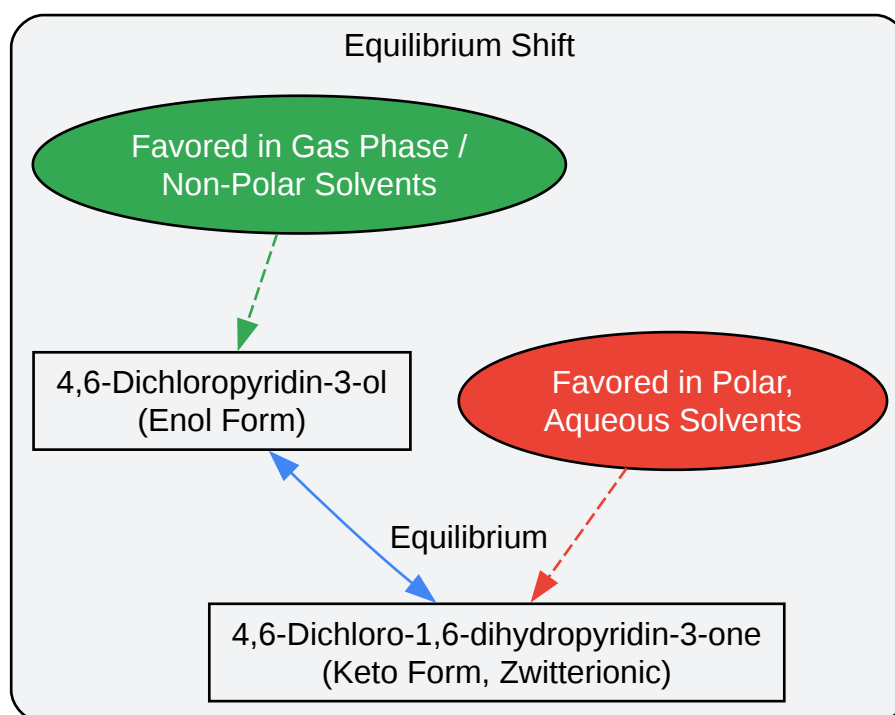 Equilibrium Shift
Favored in Gas Phase /
Non-Polar Solvents
4,6-Dichloropyridin-3-ol
(Enol Form)
Favored in Polar,
Aqueous Solvents
Equilibrium
4,6-Dichloro-1,6-dihydropyridin-3-one
(Keto Form, Zwitterionic)